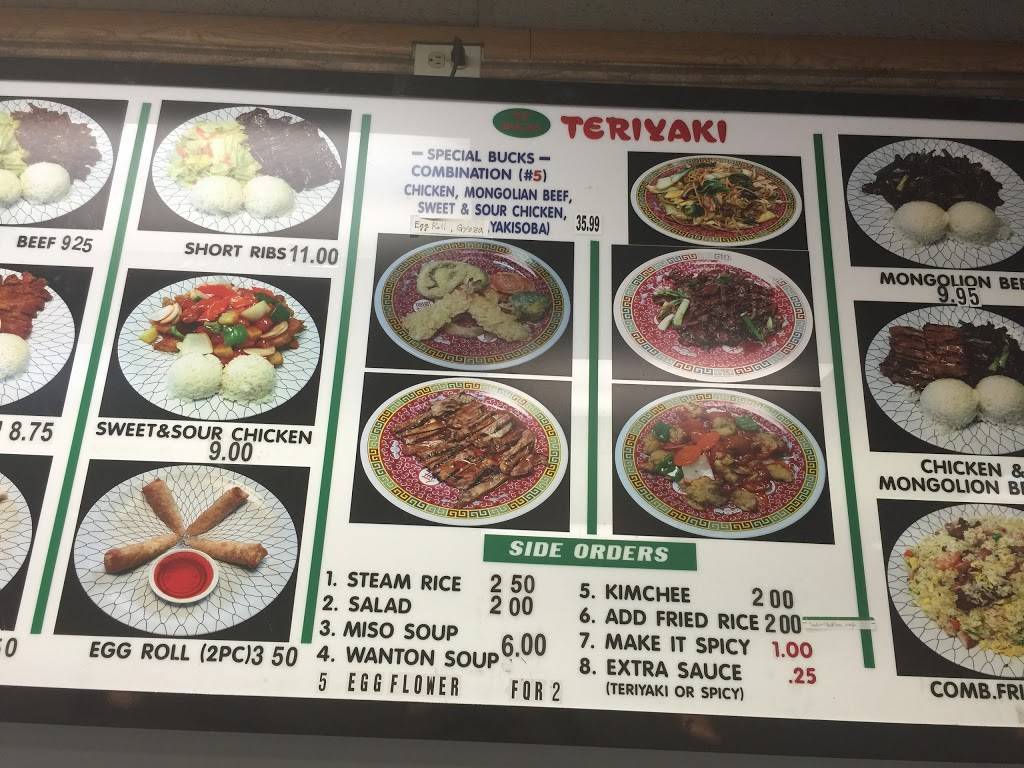 TERIYAKI
– SPECIAL BUCKS –
COMBINATION (#5)
CHICKEN, MONGOLIAN BEEF,
SWEET & SOUR CHICKEN,
Egg Roll, Gyoza YAKISOBA) 35.99
BEEF 925
SHORT RIBS 11.00
8.75
SWEET&SOUR CHICKEN
9.00
EGG ROLL (2PC) 3 50
MONGOLION BEE
9.95
CHICKEN &
MONGOLION BE
COMB.FRI
SIDE ORDERS
1. STEAM RICE 2 50
2. SALAD 2 00
3. MISO SOUP
4. WANTON SOUP 6.00
5 EGG FLOWER FOR 2
5. KIMCHEE 2 00
6. ADD FRIED RICE 2 00
7. MAKE IT SPICY 1.00
8. EXTRA SAUCE .25
(TERIYAKI OR SPICY)